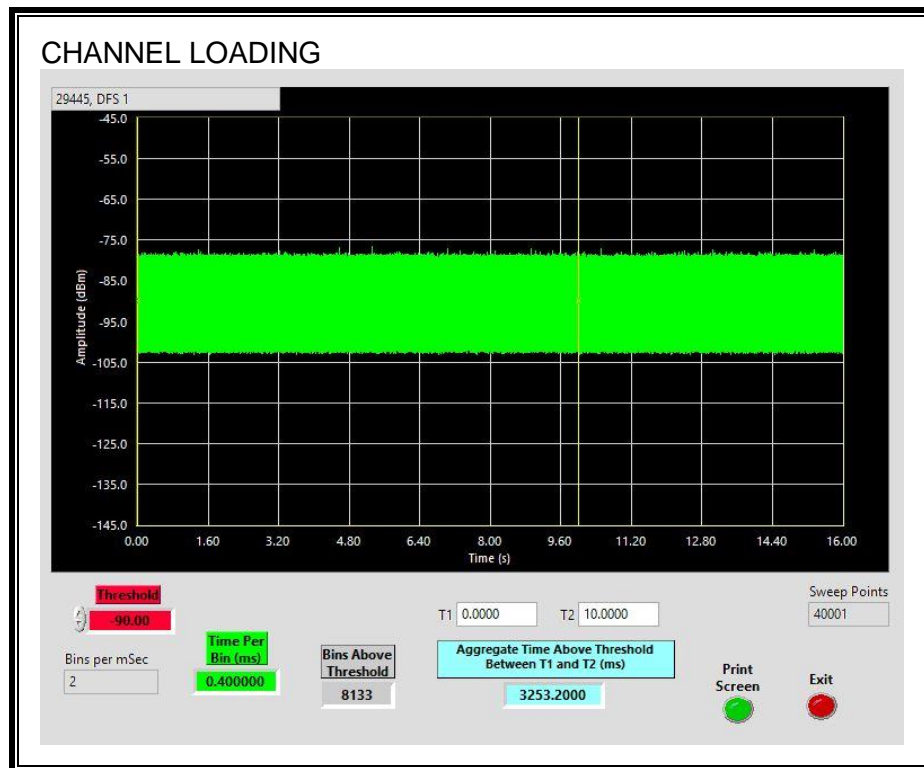 CHANNEL LOADING
29445, DFS 1
Amplitude (dBm)
-45.0
-55.0
-65.0
-75.0
-85.0
-95.0
-105.0
-115.0
-125.0
-135.0
-145.0
0.00 1.60 3.20 4.80 6.40 8.00 9.60 11.20 12.80 14.40 16.00
Time (s)
Threshold
-90.00
Bins per mSec
2
Time Per
Bin (ms)
0.400000
Bins Above
Threshold
8133
T1 0.0000 T2 10.0000
Aggregate Time Above Threshold
Between T1 and T2 (ms)
3253.2000
Sweep Points
40001
Print
Screen
Exit